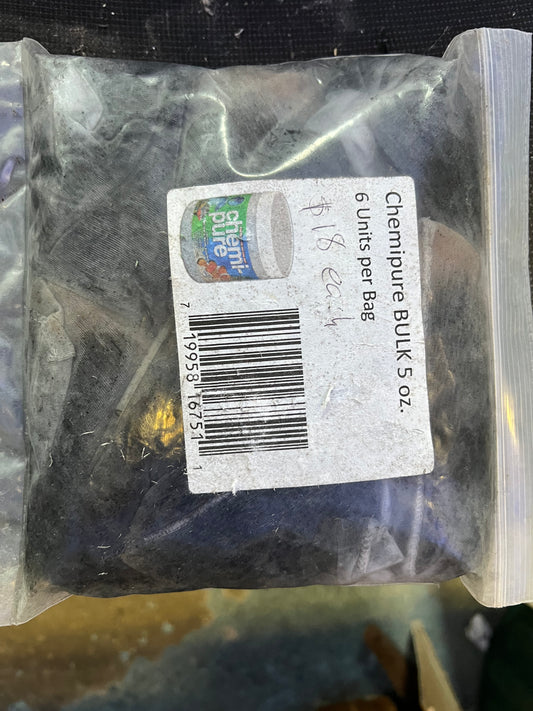 Chemipure BULK 5 oz.
6 Units per Bag
$18 each
chemi-
pure
7 19958 16751 1